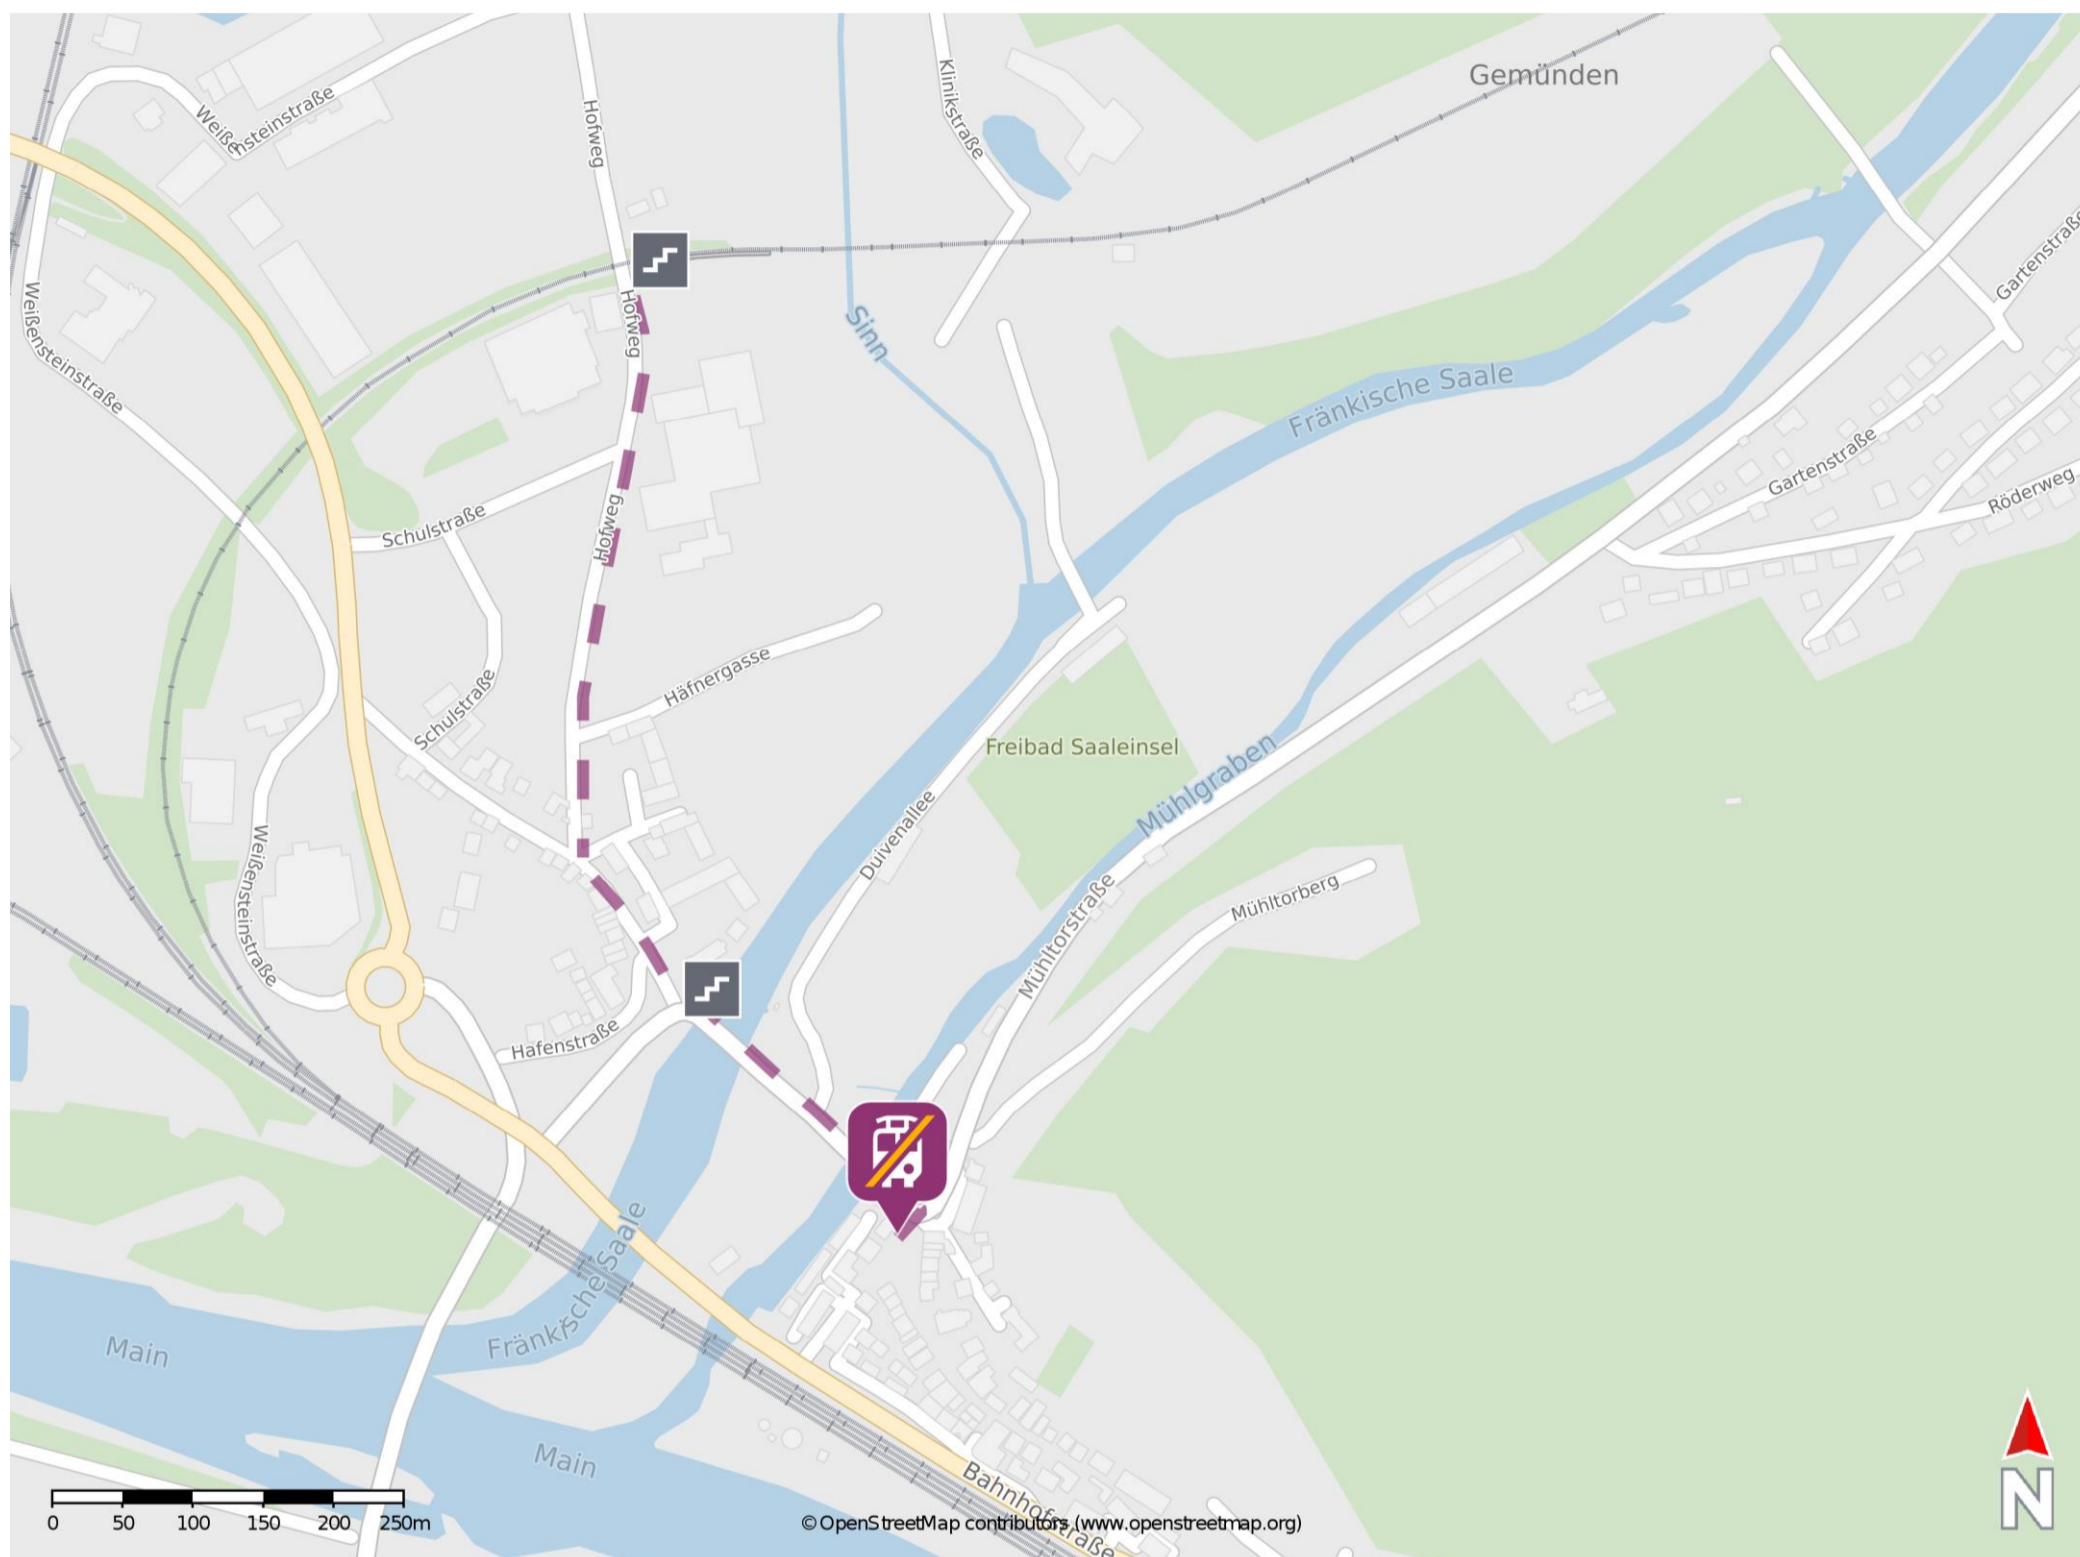 Gemünden
Klinikstraße
Hofweg
Weiße
nsteinstraße
Gartenstraße
Weißensteinstraße
Hofweg
Sinn
Fränkische Saale
Gartenstraße
Röderweg
Schulstraße
Hofweg
Häfnergasse
Schulstraße
Freibad Saaleinsel
Mühlgraben
Duivenallee
Weißensteinstraße
Mühltorberg
Mühltorstraße
Hafenstraße
Fränkische Saale
Main
Main
Bahnhofstraße
0 50 100 150 200 250m
© OpenStreetMap contributors (www.openstreetmap.org)
N